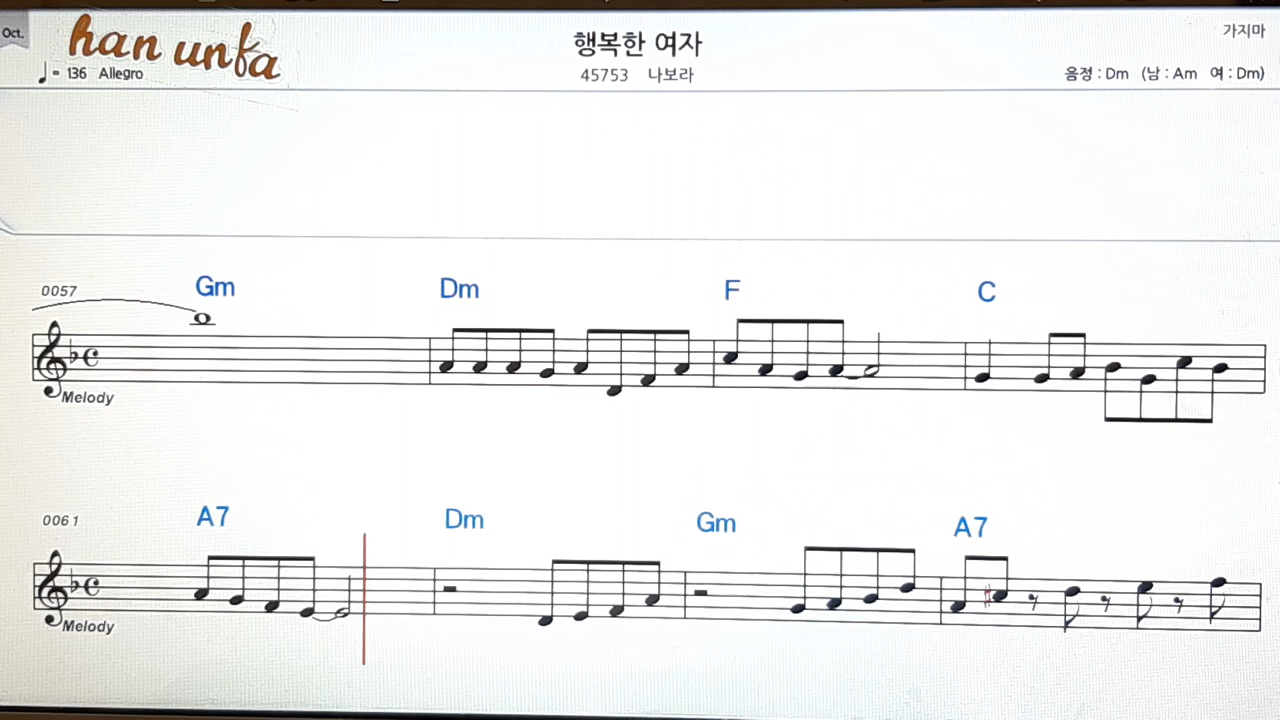 Oct.
han unfa
♩= 136 Allegro
행복한 여자
45753 나보라
가지마
음정 : Dm (남 : Am 여 : Dm)
0057
Gm Dm F C
Melody
0061
A7 Dm Gm A7
Melody